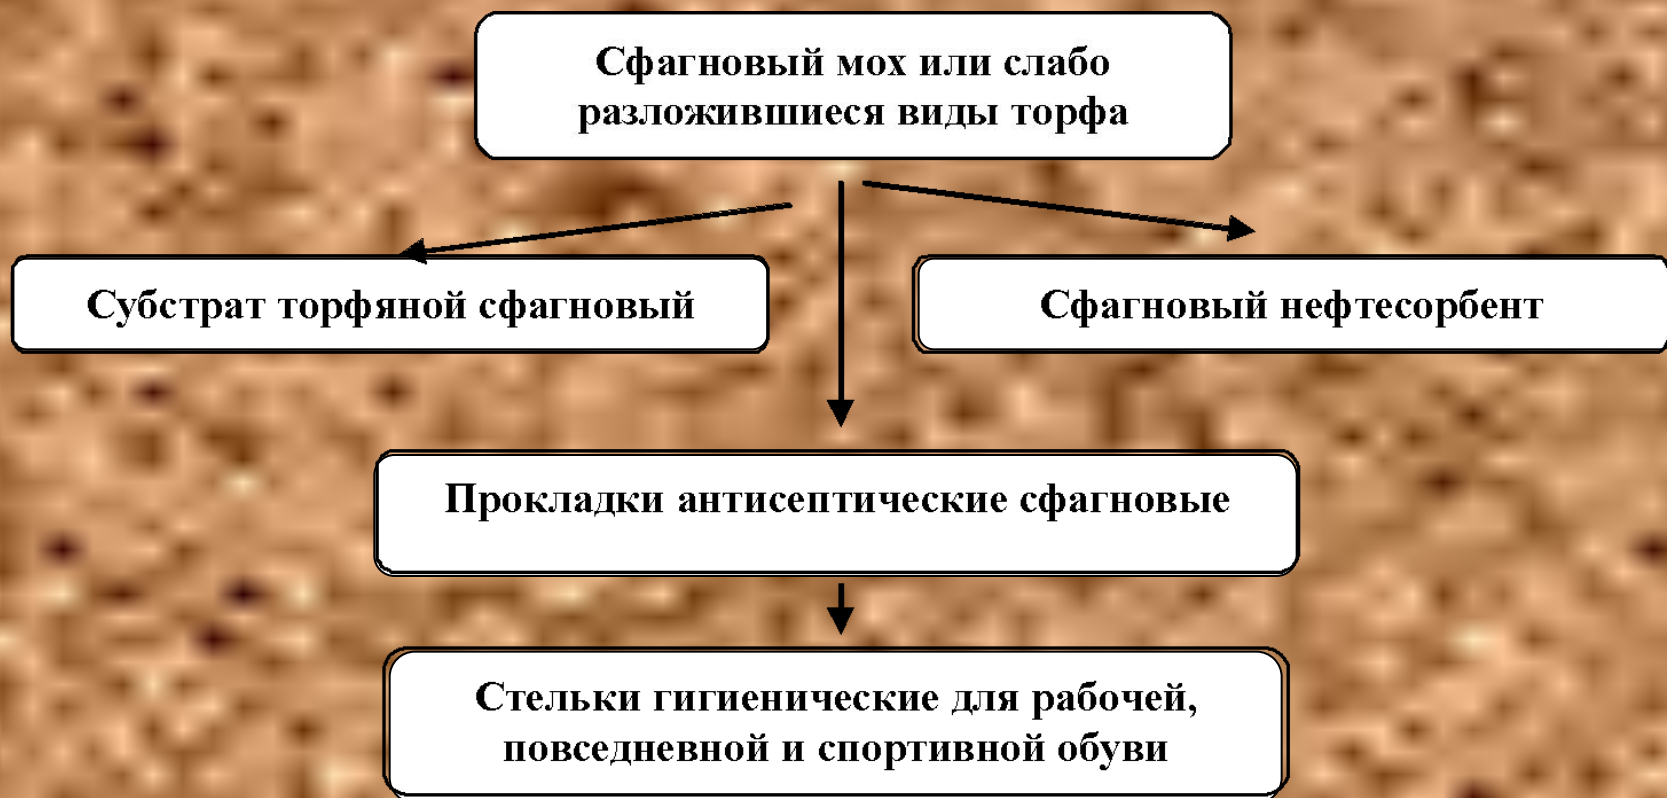 Сфагновый мох или слабо
разложившиеся виды торфа
Субстрат торфяной сфагновый
Сфагновый нефтесорбент
Прокладки антисептические сфагновые
Стельки гигиенические для рабочей,
повседневной и спортивной обуви